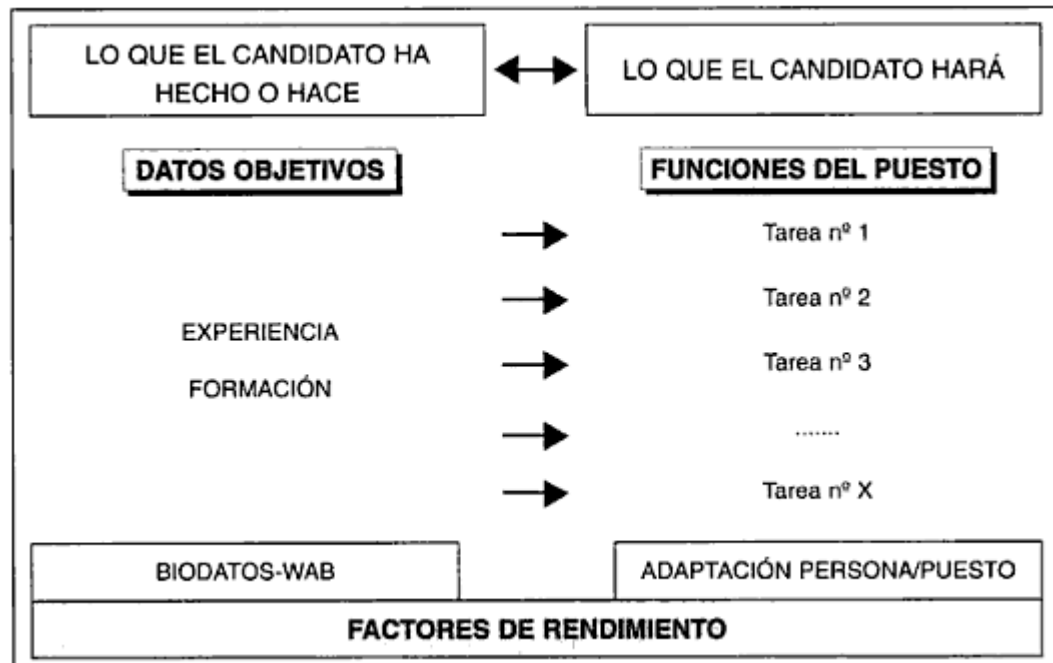 LO QUE EL CANDIDATO HA
HECHO O HACE
LO QUE EL CANDIDATO HARÁ
DATOS OBJETIVOS
FUNCIONES DEL PUESTO
Tarea nº 1
Tarea nº 2
EXPERIENCIA
Tarea nº 3
FORMACIÓN
.......
Tarea nº X
BIODATOS-WAB
ADAPTACIÓN PERSONA/PUESTO
FACTORES DE RENDIMIENTO